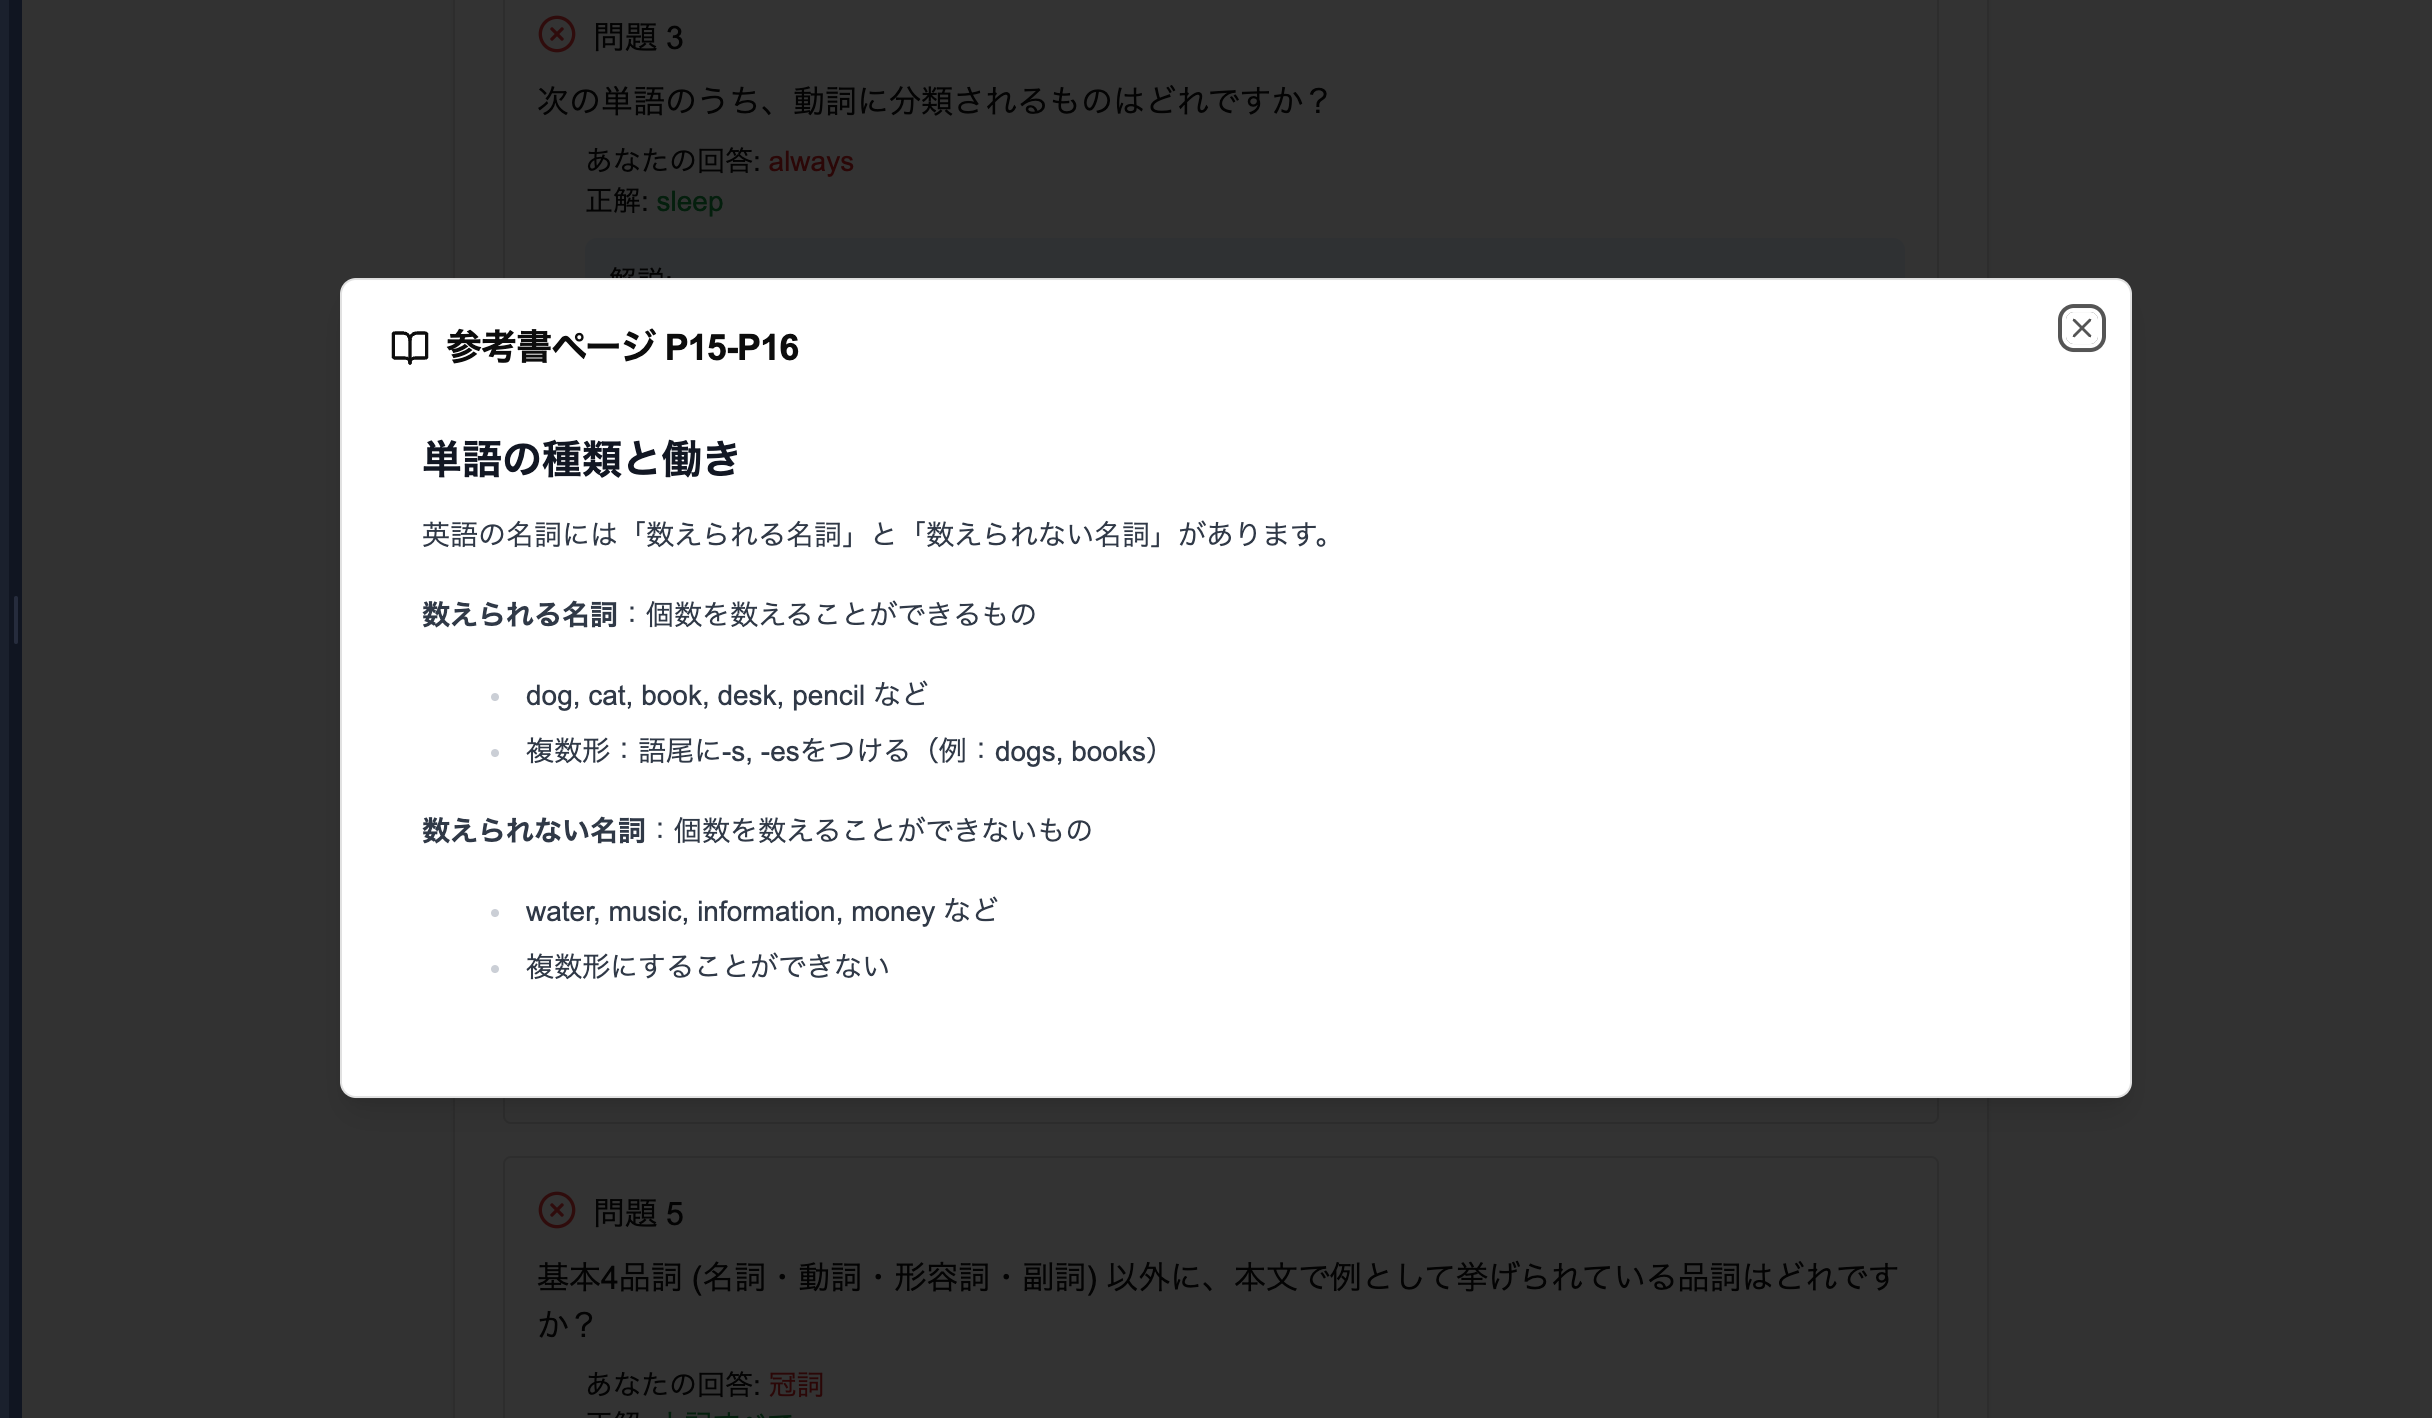 問題 3
次の単語のうち、動詞に分類されるものはどれですか？
あなたの回答: always
正解: sleep
解説:
参考書ページ P15-P16
単語の種類と働き
英語の名詞には「数えられる名詞」と「数えられない名詞」があります。
数えられる名詞：個数を数えることができるもの
dog, cat, book, desk, pencil など
複数形：語尾に-s, -esをつける（例：dogs, books）
数えられない名詞：個数を数えることができないもの
water, music, information, money など
複数形にすることができない
問題 5
基本4品詞 (名詞・動詞・形容詞・副詞) 以外に、本文で例として挙げられている品詞はどれです
か？
あなたの回答: 冠詞
正解: